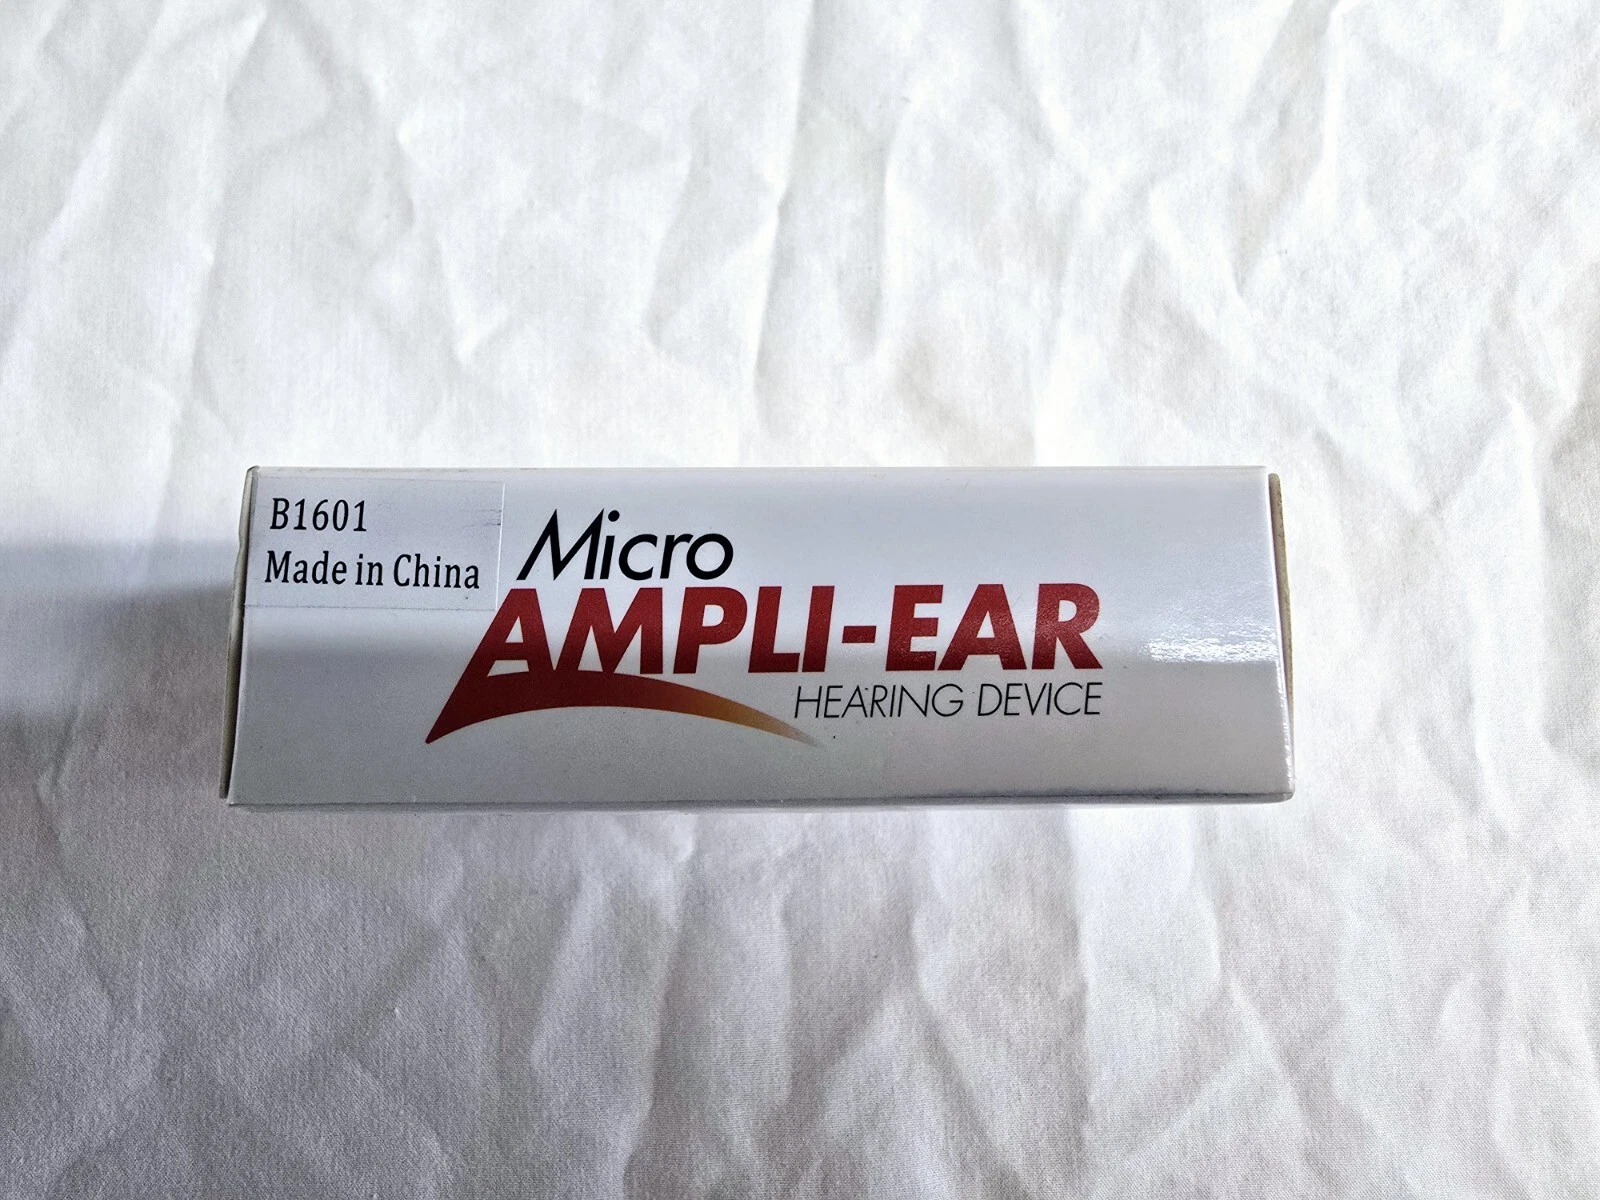 B1601
Made in China
Micro
AMPLI-EAR
HEARING DEVICE